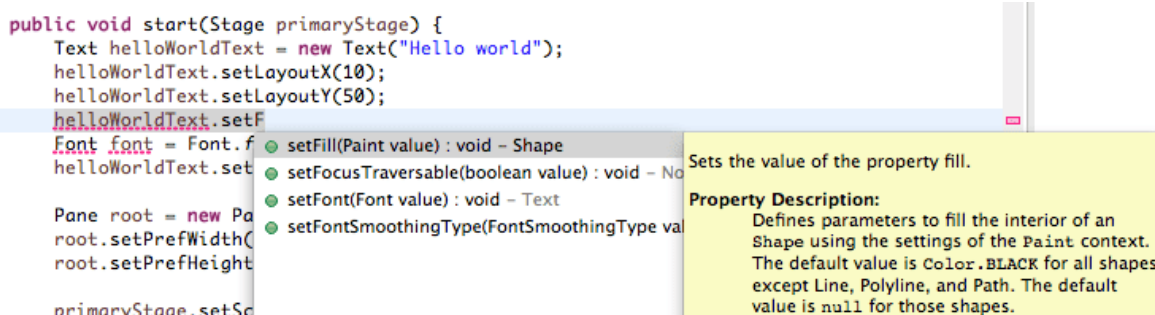 public void start(Stage primaryStage) {
Text helloWorldText = new Text("Hello world");
helloWorldText.setLayoutX(10);
helloWorldText.setLayoutY(50);
helloWorldText.setF
Font font = Font.f
helloWorldText.set
Pane root = new Pa
root.setPrefWidth(
root.setPrefHeight
primaryStage.setSc
setFill(Paint value) : void – Shape
setFocusTraversable(boolean value) : void – No
setFont(Font value) : void – Text
setFontSmoothingType(FontSmoothingType val
Sets the value of the property fill.
Property Description:
Defines parameters to fill the interior of an
Shape using the settings of the Paint context.
The default value is Color.BLACK for all shapes
except Line, Polyline, and Path. The default
value is null for those shapes.